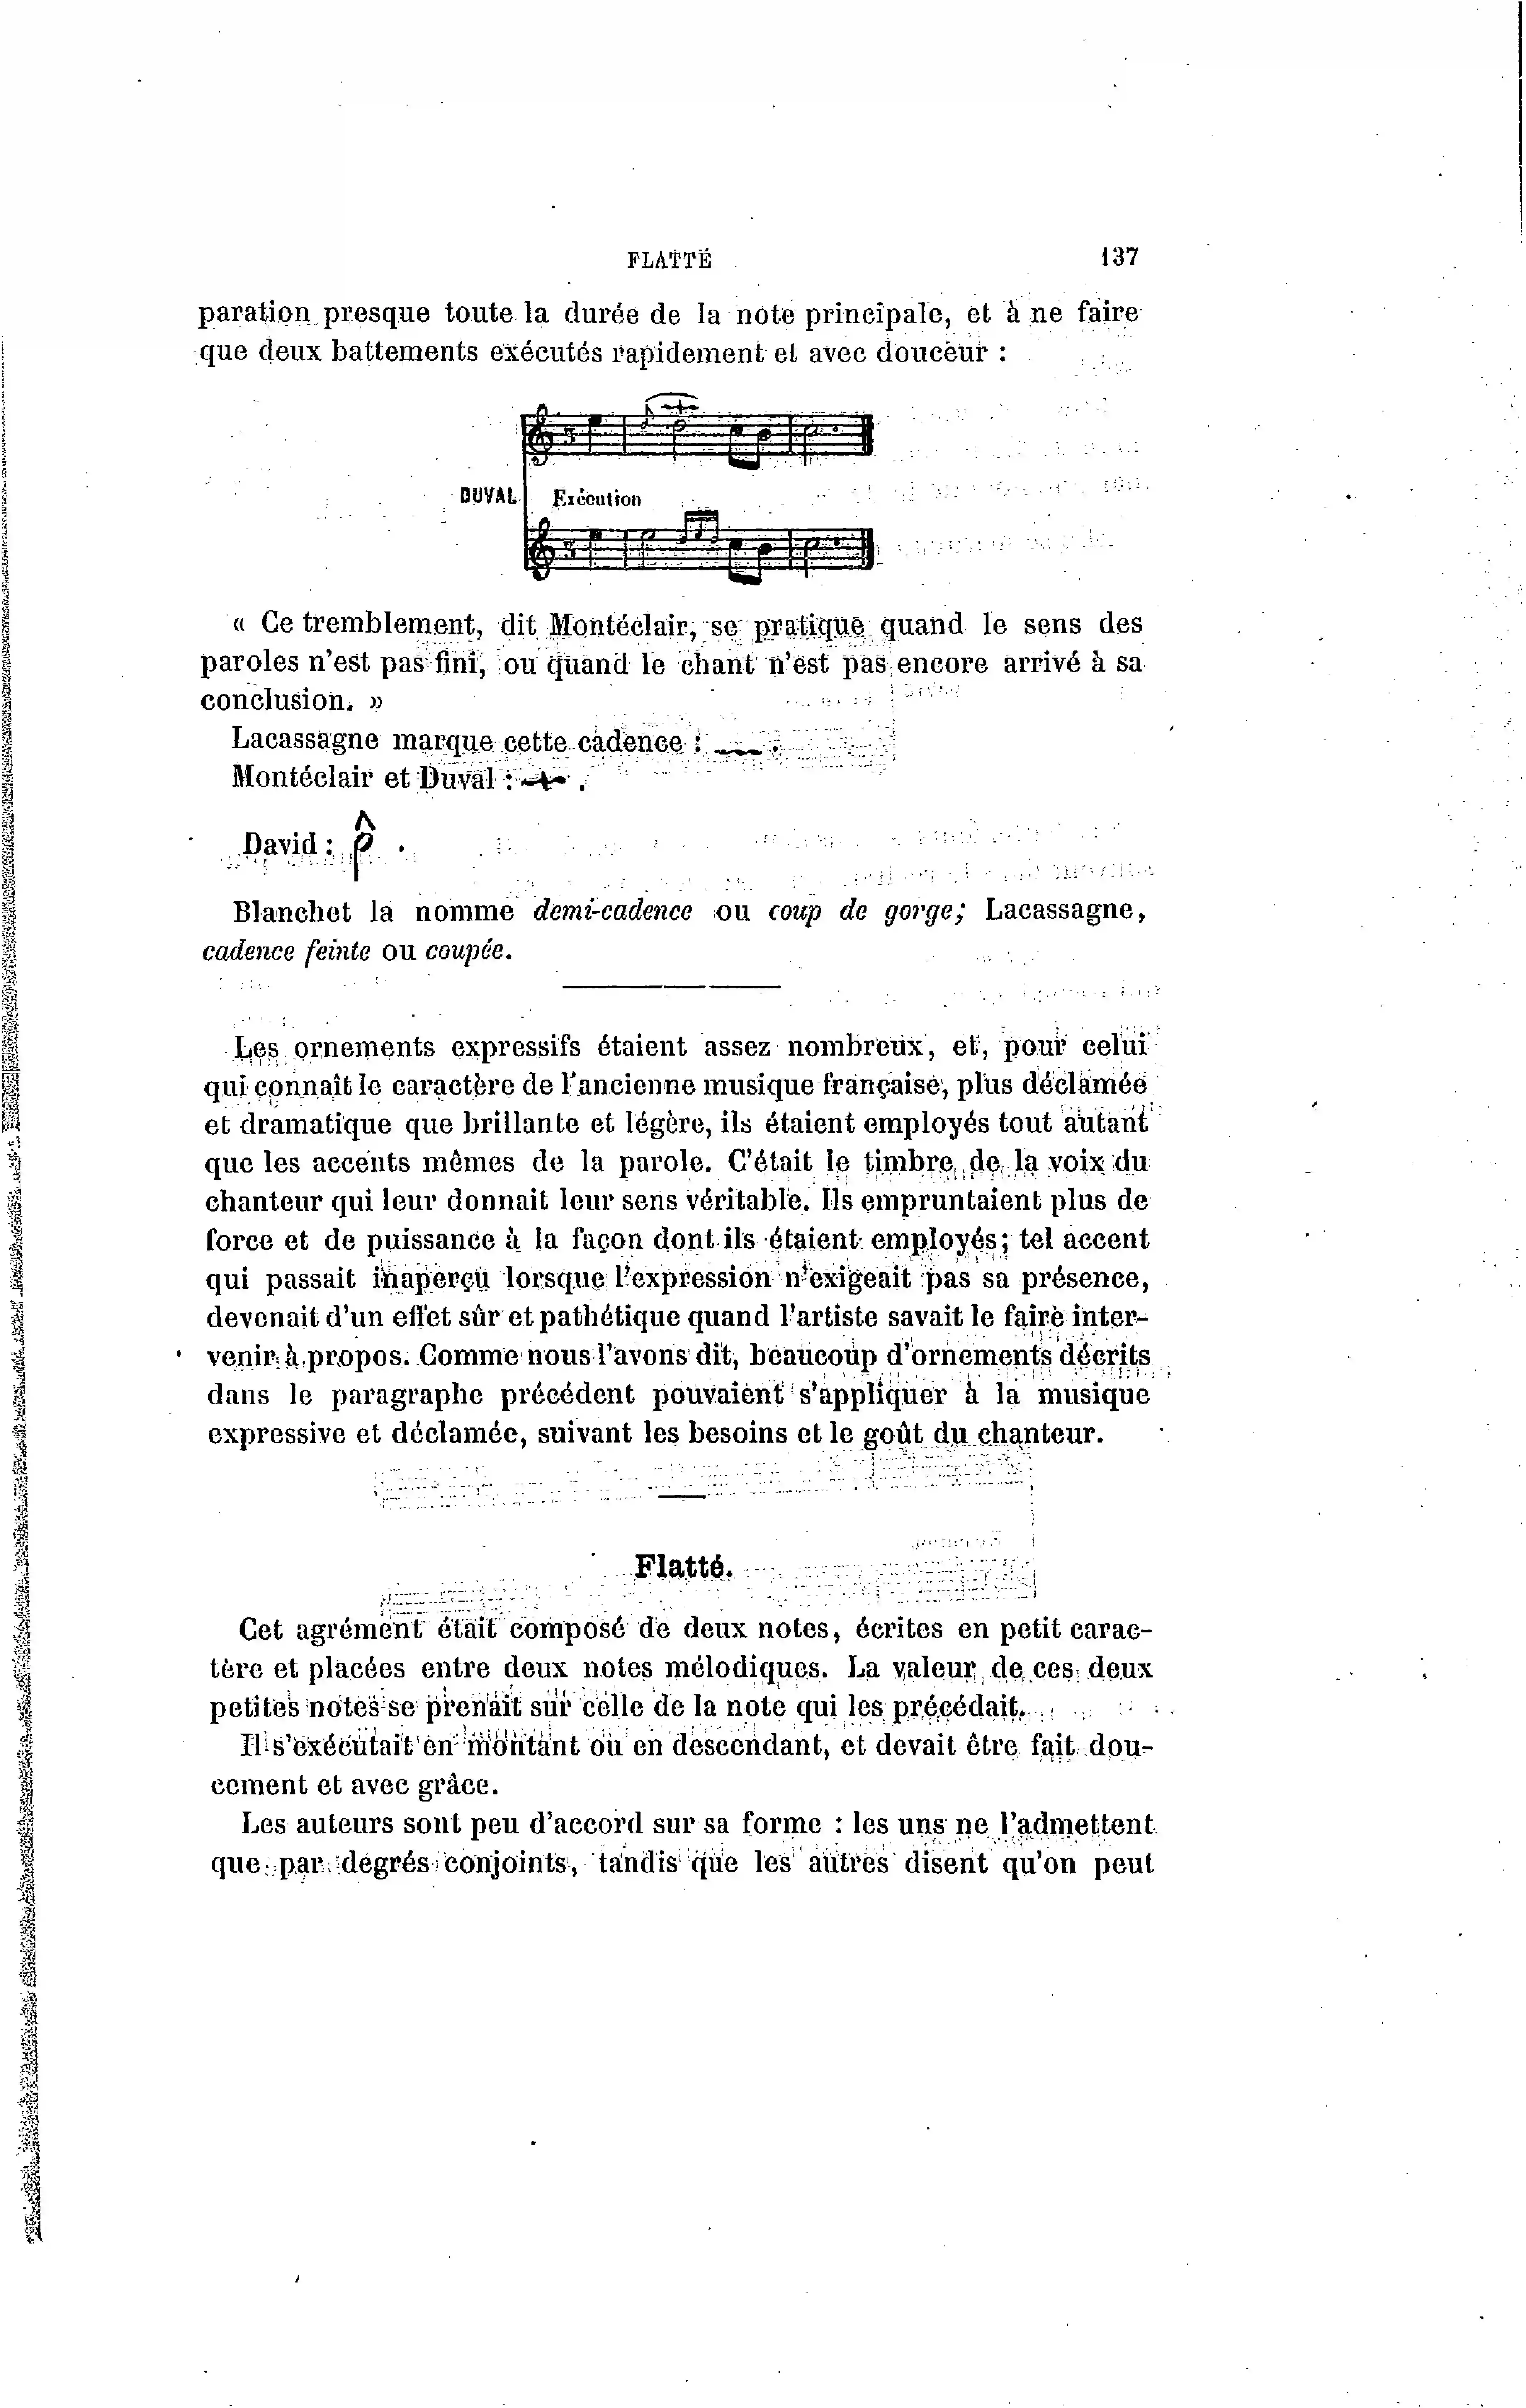 FLATTÉ 137
paration presque toute la durée de la note principale, et à ne faire
que deux battements exécutés rapidement et avec douceur :
DUVAL Exécution
« Ce tremblement, dit Montéclair, se pratique quand le sens des
paroles n'est pas fini, ou quand le chant n'est pas encore arrivé à sa
conclusion. »
Lacassagne marque cette cadence : .
Montéclair et Duval : .
David : .
Blanchet la nomme demi-cadence ou coup de gorge; Lacassagne,
cadence feinte ou coupée.
Les ornements expressifs étaient assez nombreux, et, pour celui
qui connaît le caractère de l'ancienne musique française, plus déclamée
et dramatique que brillante et légère, ils étaient employés tout autant
que les accents mêmes de la parole. C'était le timbre de la voix du
chanteur qui leur donnait leur sens véritable. Ils empruntaient plus de
force et de puissance à la façon dont ils étaient employés; tel accent
qui passait inaperçu lorsque l'expression n'exigeait pas sa présence,
devenait d'un effet sûr et pathétique quand l'artiste savait le faire inter-
venir à propos. Comme nous l'avons dit, beaucoup d'ornements décrits
dans le paragraphe précédent pouvaient s'appliquer à la musique
expressive et déclamée, suivant les besoins et le goût du chanteur.
Flatté.
Cet agrément était composé de deux notes, écrites en petit carac-
tère et placées entre deux notes mélodiques. La valeur de ces deux
petites notes se prenait sur celle de la note qui les précédait.
Il s'exécutait en montant ou en descendant, et devait être fait dou-
cement et avec grâce.
Les auteurs sont peu d'accord sur sa forme : les uns ne l'admettent
que par degrés conjoints, tandis que les autres disent qu'on peut